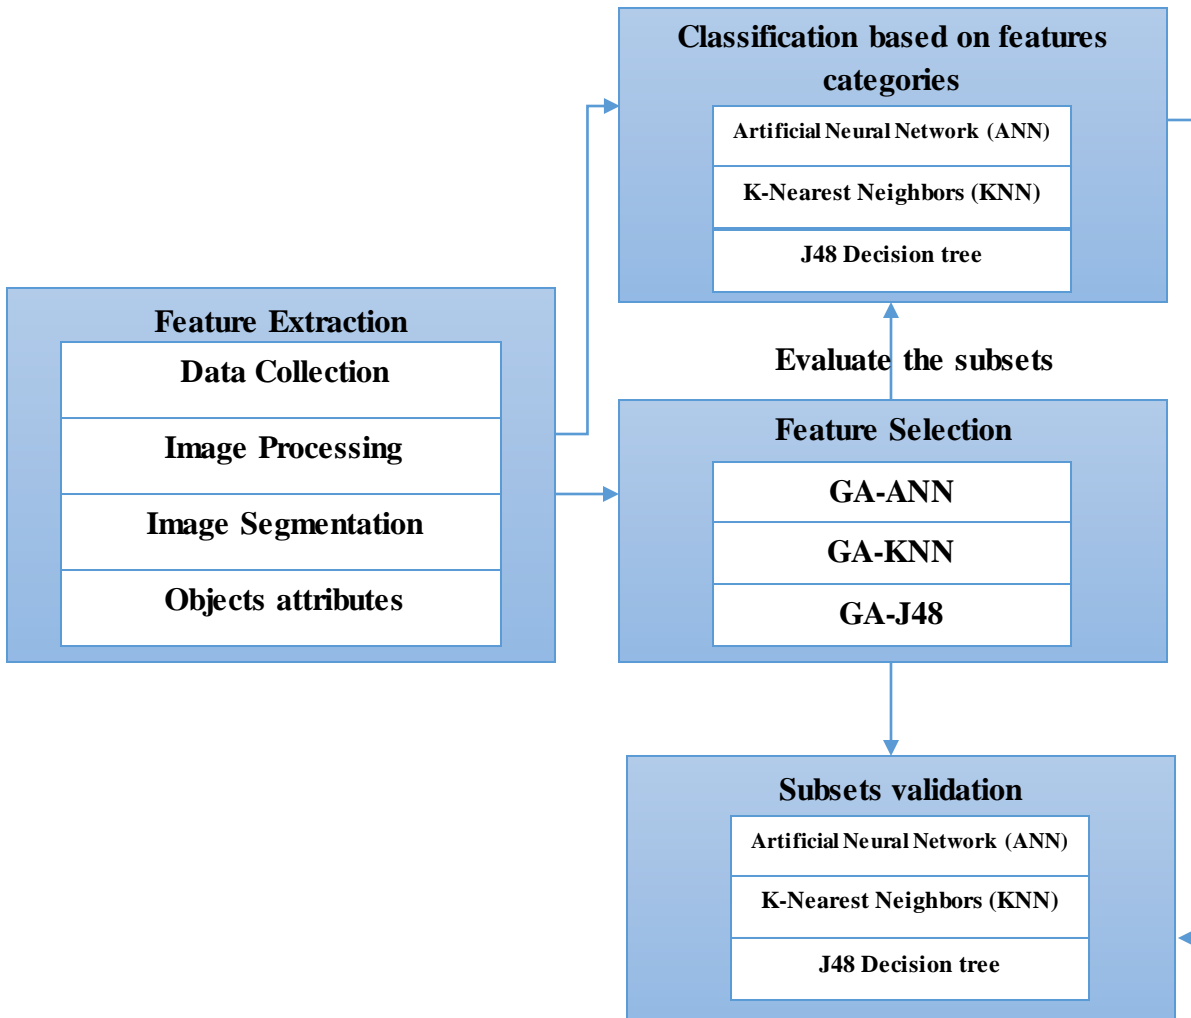 Classification based on features
categories
Artificial Neural Network (ANN)
K-Nearest Neighbors (KNN)
J48 Decision tree
Feature Extraction
Data Collection
Image Processing
Image Segmentation
Objects attributes
Evaluate the subsets
Feature Selection
GA-ANN
GA-KNN
GA-J48
Subsets validation
Artificial Neural Network (ANN)
K-Nearest Neighbors (KNN)
J48 Decision tree